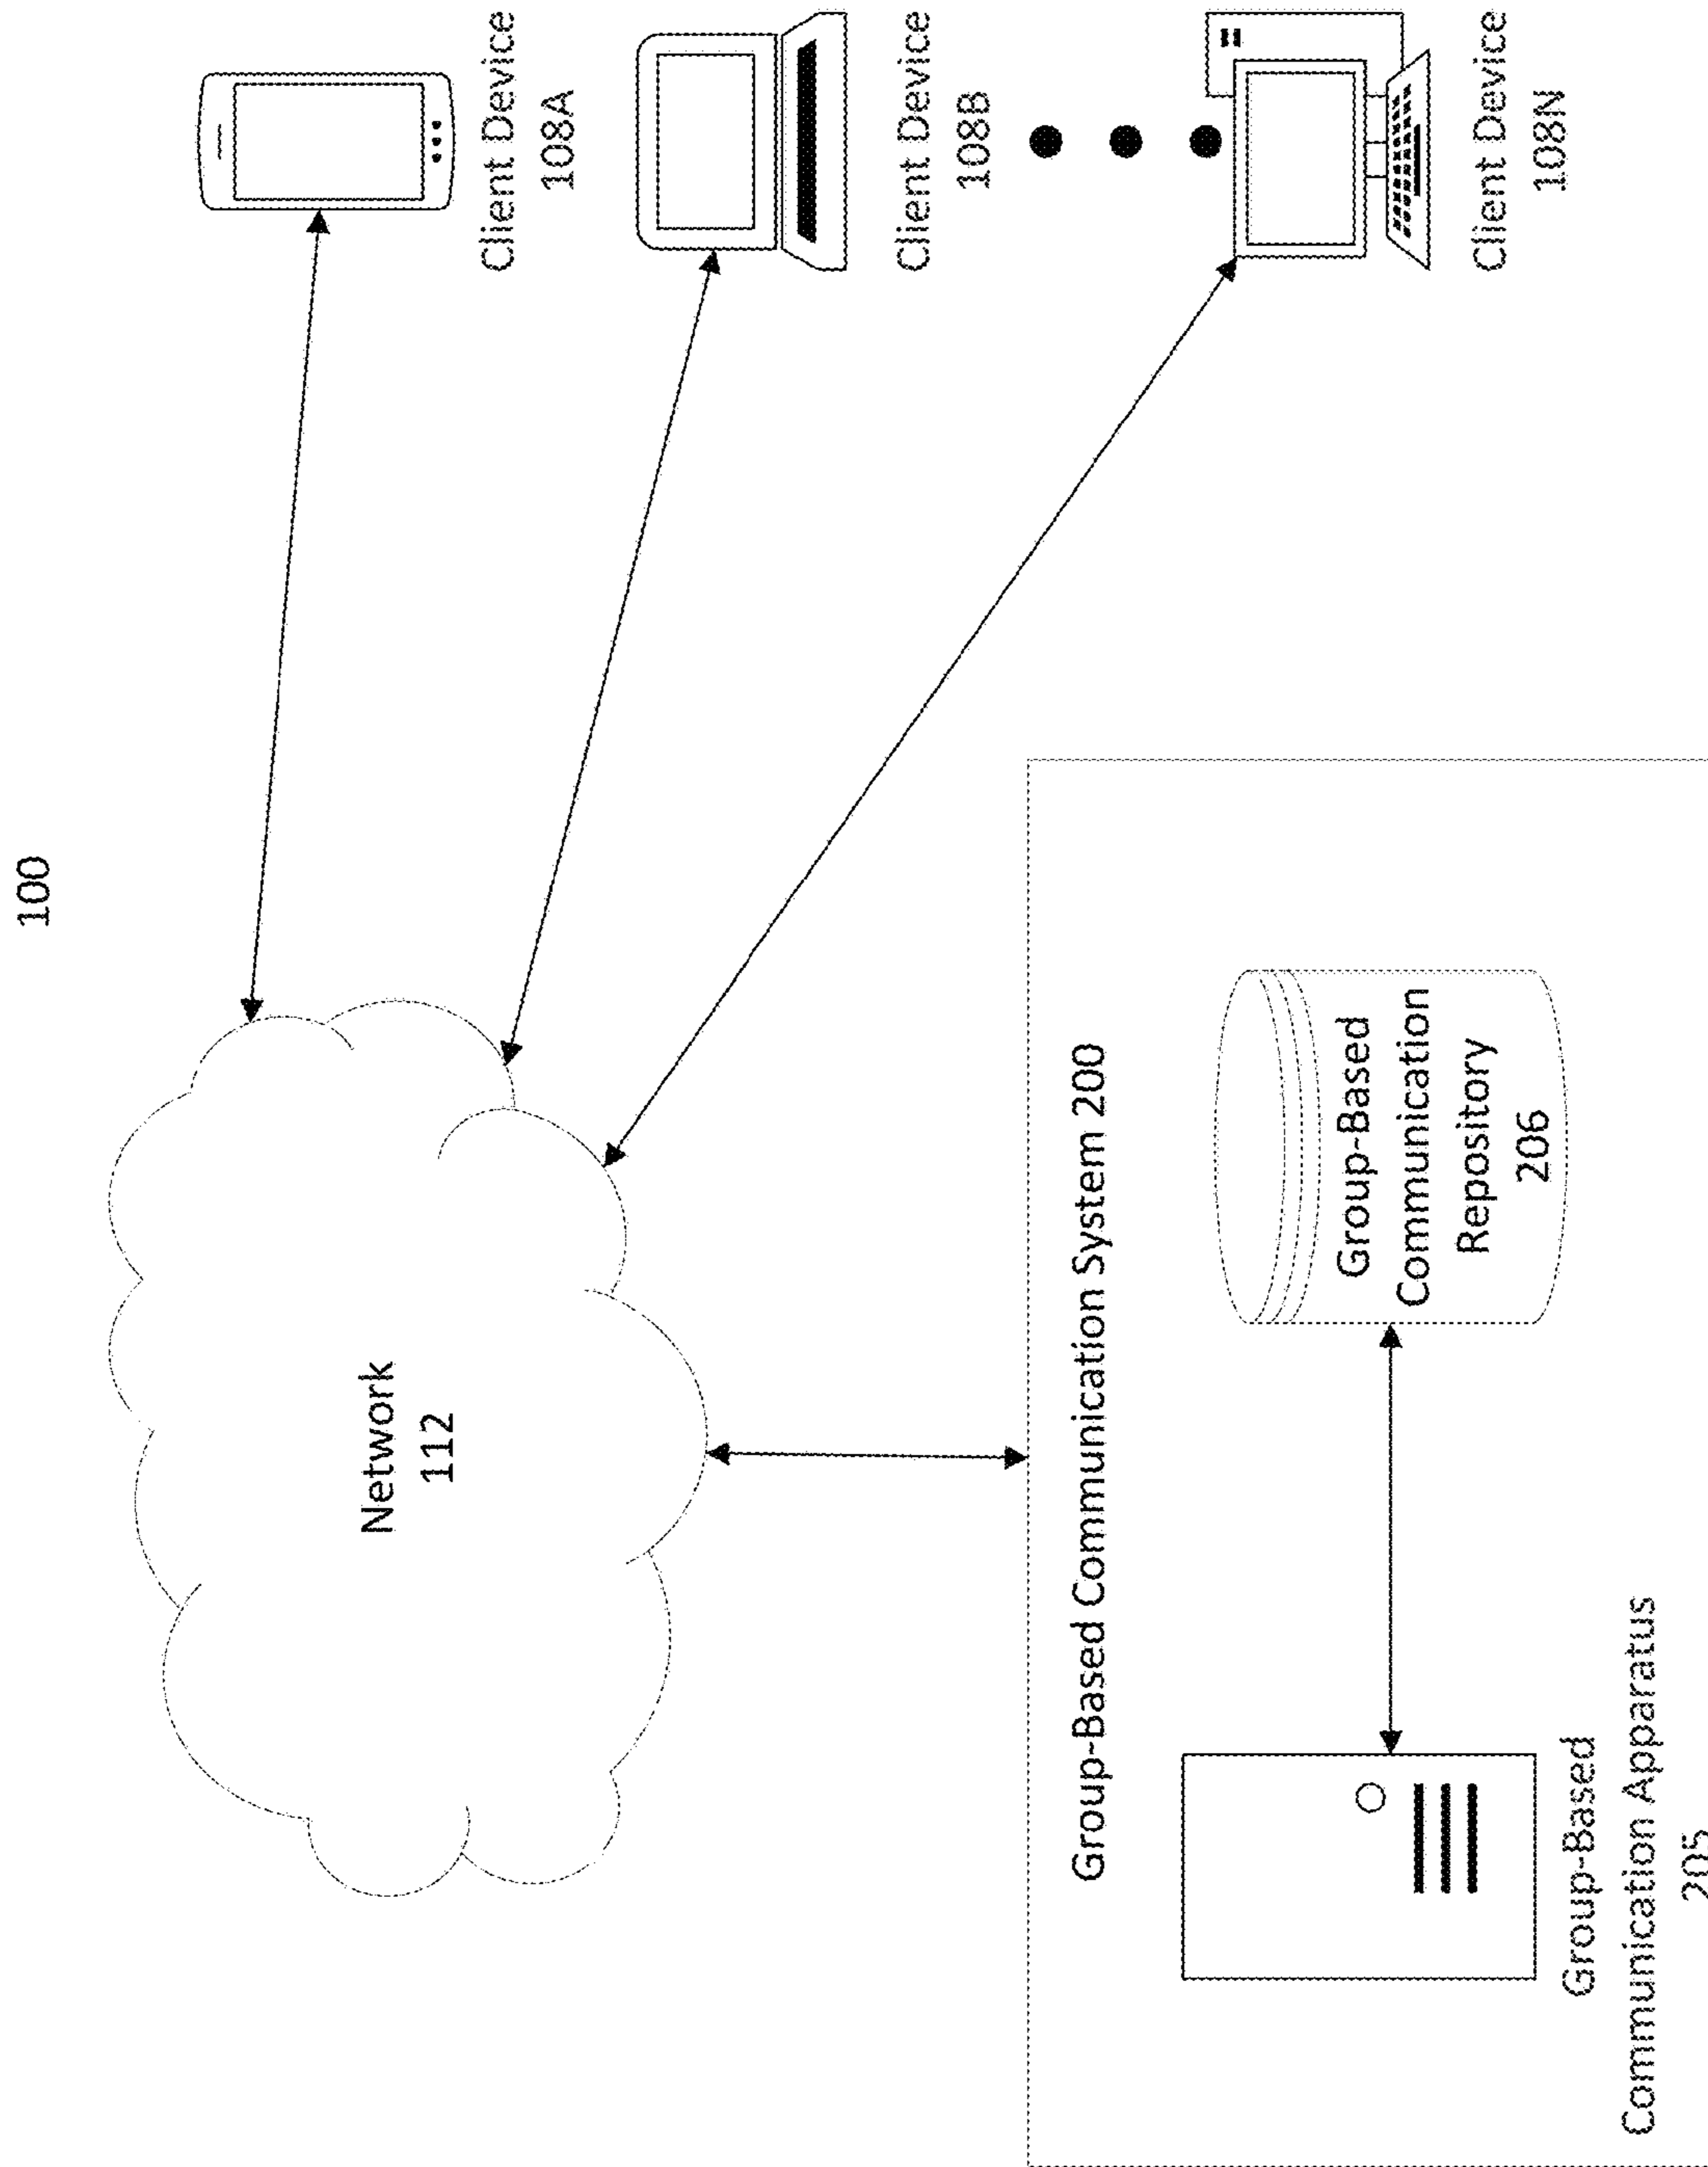 100
Network
112
Client Device
108A
Client Device
108B
Client Device
108N
Group-Based Communication System 200
Group-Based
Communication Apparatus
205
Group-Based
Communication
Repository
206